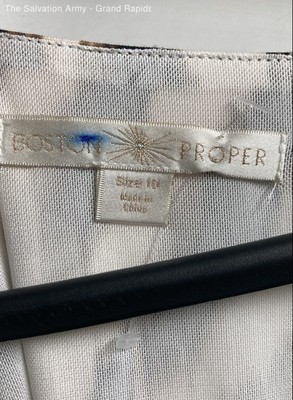 The Salvation Army - Grand Rapids
BOSTON PROPER
Size 10
Made in
China